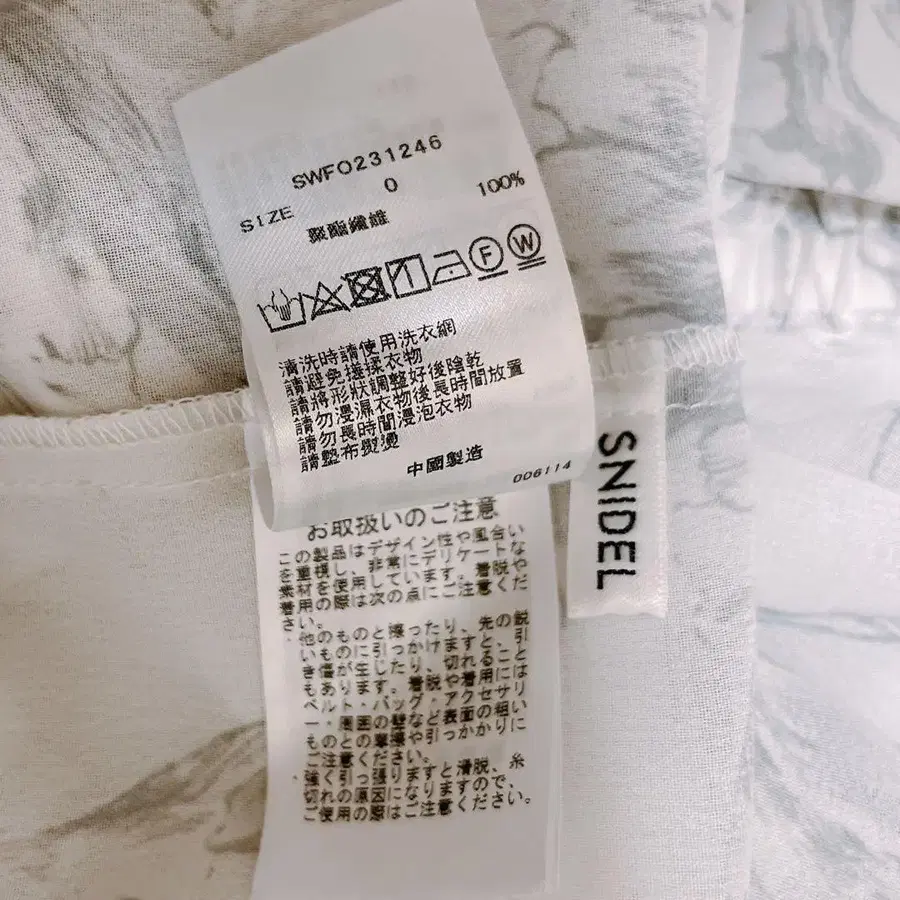 SWFO231246
SIZE 0
聚酯纖維 100%
F W
清洗時請使用洗衣網
請避免搓揉衣物
請將形狀調整好後陰乾
請勿浸濕衣物後長時間放置
請勿長時間浸泡衣物
請墊布熨燙
中國製造
006114
SNIDEL
お取扱いのご注意
この製品はデザイン性や風合い
を重視し、非常にデリケートな
素材を使用しています。着脱や
着用の際は次の点にご注意くだ
さい。
・他のものと擦ったり、先の鋭
いものに引っかけますと、引
き傷が生じたり、切れること
もあります。着脱や着用には
ベルト・バッグ・アクセサリ
ー・周囲の壁など表面の粗い
ものとの摩擦や引っかかりに
ご注意ください。
・強く引っ張りますと滑脱、糸
切れの原因になりますので、
ご使用の際はご注意ください。